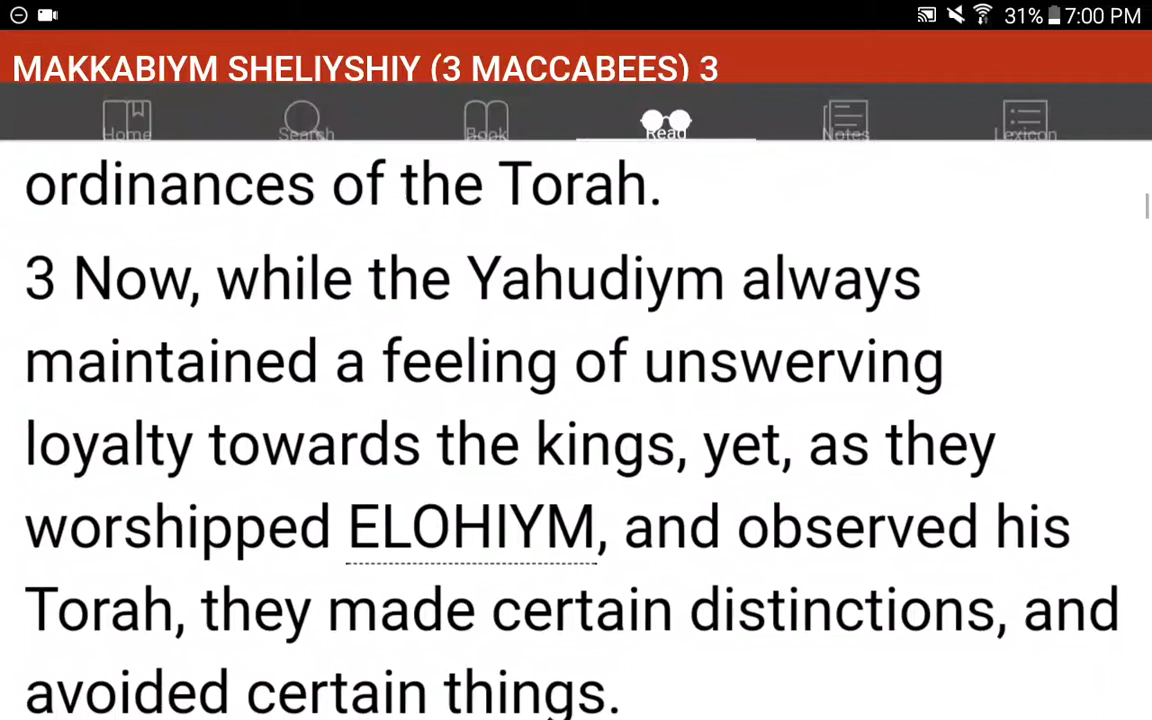 31% 7:00 PM
MAKKABIYM SHELIYSHIY (3 MACCABEES) 3
Home Search Book Read Notes Lexicon
ordinances of the Torah.
3 Now, while the Yahudiym always
maintained a feeling of unswerving
loyalty towards the kings, yet, as they
worshipped ELOHIYM, and observed his
Torah, they made certain distinctions, and
avoided certain things.